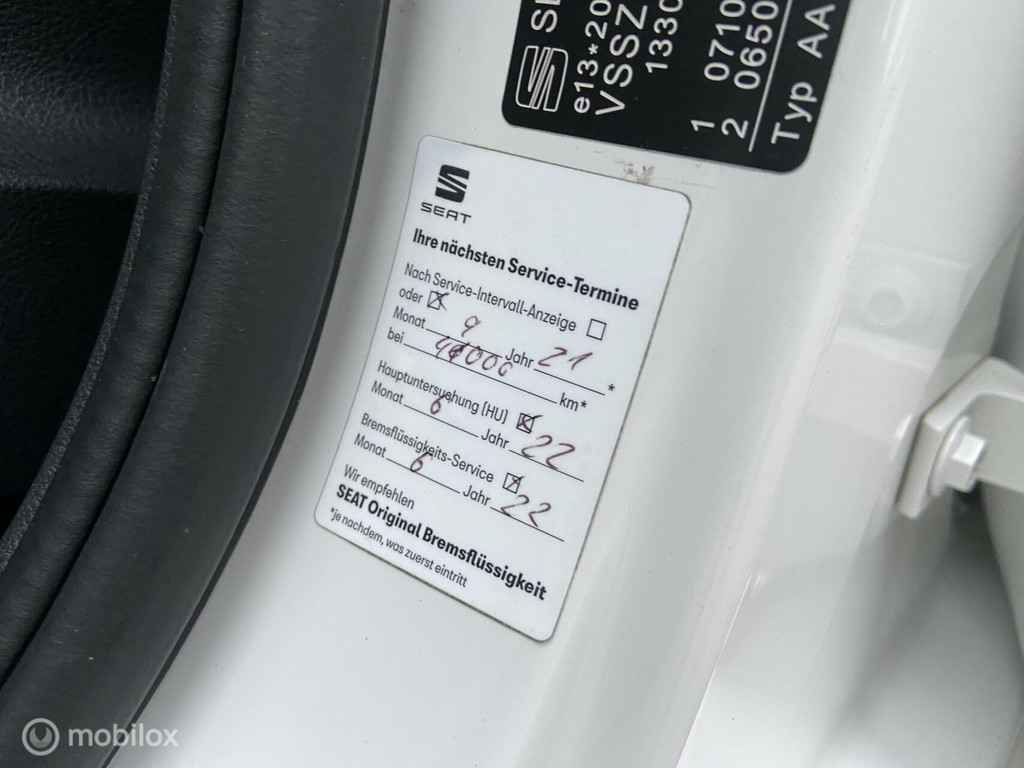 SE
e13*20
VSSZ
1330
1 0710
2 0650
Typ AA
SEAT
Ihre nächsten Service-Termine
Nach Service-Intervall-Anzeige
oder
Monat 9 Jahr 21 *
bei km*
Hauptuntersuchung (HU)
Monat 6 Jahr 22
Bremsflüssigkeits-Service
Monat 6 Jahr 22
Wir empfehlen
SEAT Original Bremsflüssigkeit
*je nachdem, was zuerst eintritt
mobilox